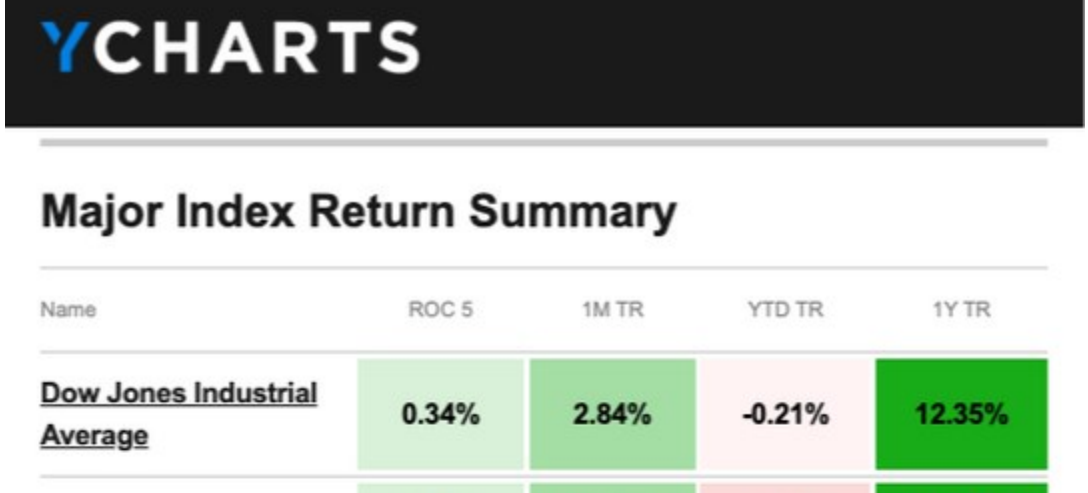 YCHARTS
Major Index Return Summary
Name ROC 5 1M TR YTD TR 1Y TR
Dow Jones Industrial
Average 0.34% 2.84% -0.21% 12.35%